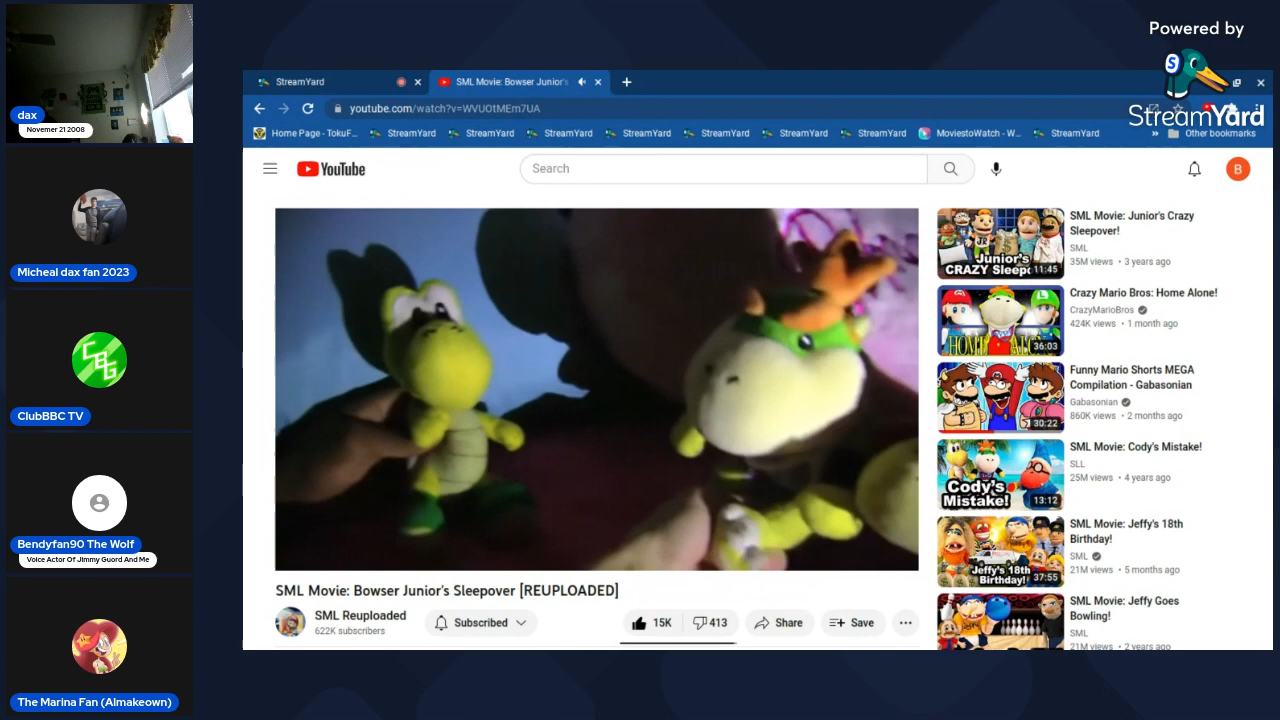 Powered by
StreamYard
dax
Novemer 21 2008
Micheal dax fan 2023
ClubBBC TV
CBG
Bendyfan90 The Wolf
Voice Actor Of Jimmy Guord And Me
The Marina Fan (Almakeown)
StreamYard
SML Movie: Bowser Junior's
youtube.com/watch?v=WVUOtMEm7UA
Home Page - TokuF...
StreamYard
StreamYard
StreamYard
StreamYard
StreamYard
StreamYard
StreamYard
MoviestoWatch - W...
StreamYard
Other bookmarks
YouTube
Search
B
SML Movie: Bowser Junior's Sleepover [REUPLOADED]
SML Reuploaded
622K subscribers
Subscribed
15K
413
Share
Save
Junior's
CRAZY Sleep
11:45
SML Movie: Junior's Crazy
Sleepover!
SML
35M views • 3 years ago
36:03
Crazy Mario Bros: Home Alone!
CrazyMarioBros
424K views • 1 month ago
30:22
Funny Mario Shorts MEGA
Compilation - Gabasonian
Gabasonian
860K views • 2 months ago
Cody's
Mistake!
13:12
SML Movie: Cody's Mistake!
SLL
25M views • 4 years ago
Jeffy's 18th
Birthday!
37:55
SML Movie: Jeffy's 18th
Birthday!
SML
21M views • 5 months ago
SML Movie: Jeffy Goes
Bowling!
SML
21M views • 2 years ago